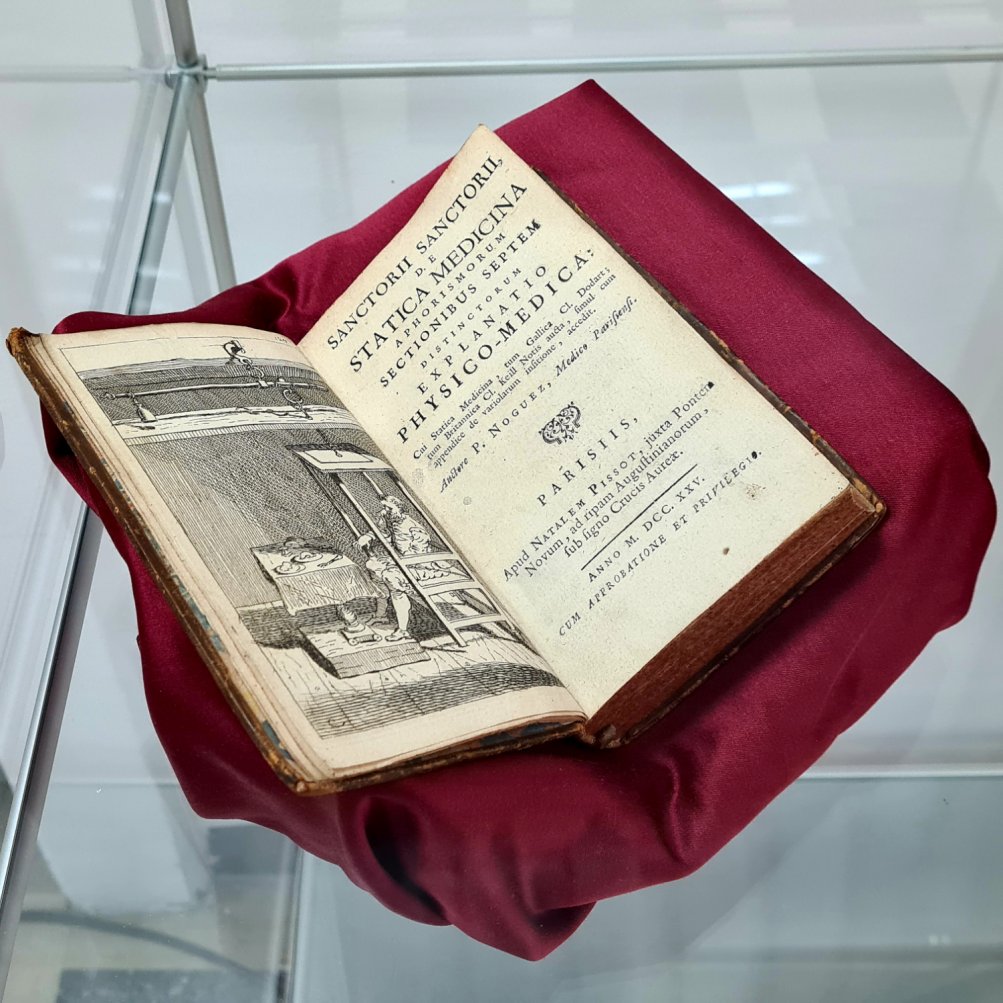 SANCTORII SANCTORII,
DE
STATICA MEDICINA
APHORISMORUM
SECTIONIBUS SEPTEM
DISTINCTORUM
EXPLANATIO
PHYSICO-MEDICA:
Cui Statica Medicina, tum Gallica Cl. Dodart;
tum Britannica Cl. Keill Notis aucta simul cum
appendice de variolarum insitione, accedit.
Auctore P. NOGUEZ, Medico Parisiensi.
PARISIIS,
Apud NATALEM PISSOT, juxta Pontem
Novum, ad ripam Augustinianorum,
sub signo Crucis Aureæ.
ANNO M. DCC. XXV.
CUM APPROBATIONE ET PRIVILEGIO.